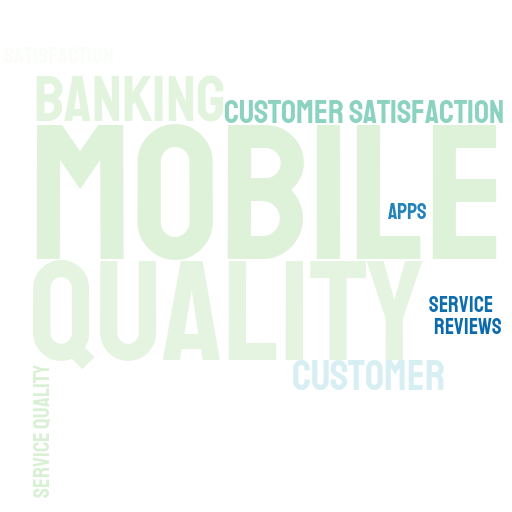 SATISFACTION
BANKING
CUSTOMER SATISFACTION
MOBILE
APPS
QUALITY
SERVICE
REVIEWS
CUSTOMER
SERVICE QUALITY